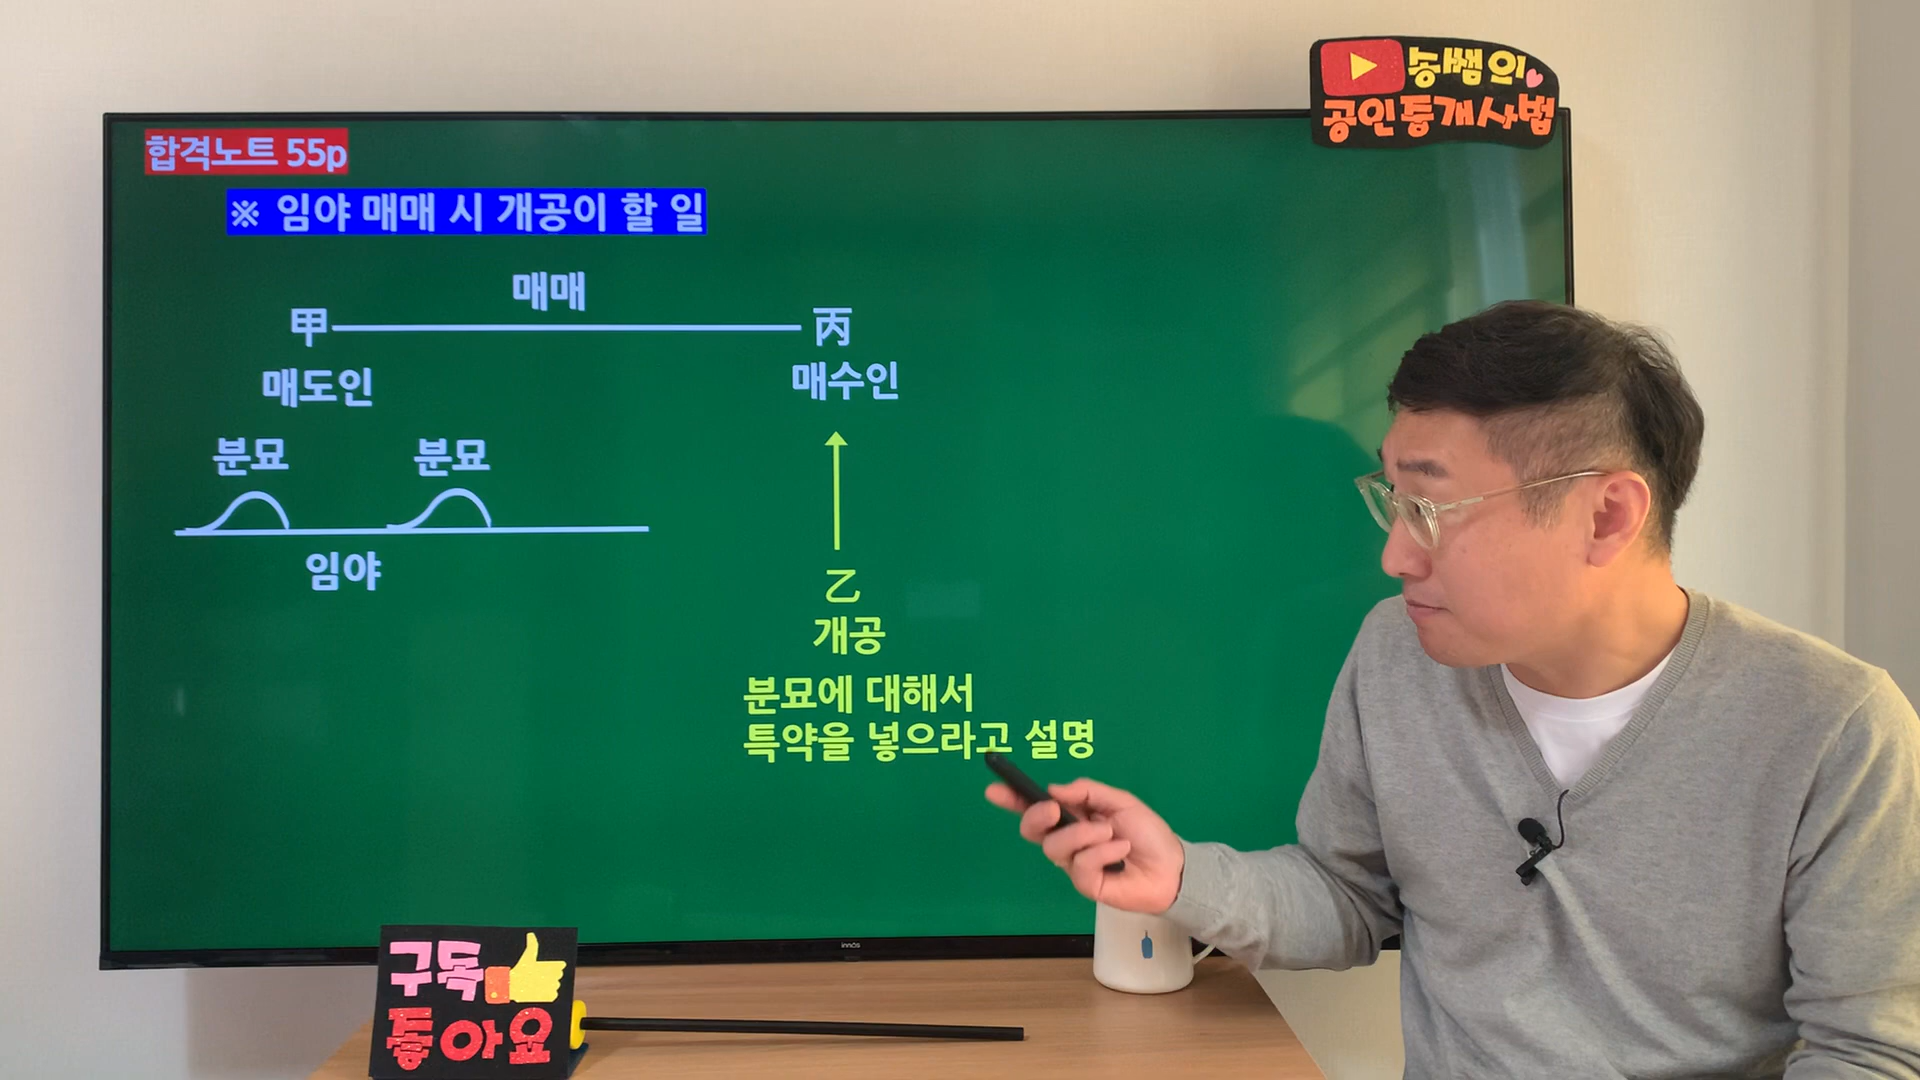 송쌤의
공인중개사법
합격노트 55p
※ 임야 매매 시 개공이 할 일
매매
甲 丙
매도인 매수인
분묘 분묘
임야
乙
개공
분묘에 대해서
특약을 넣으라고 설명
innos
구독
좋아요